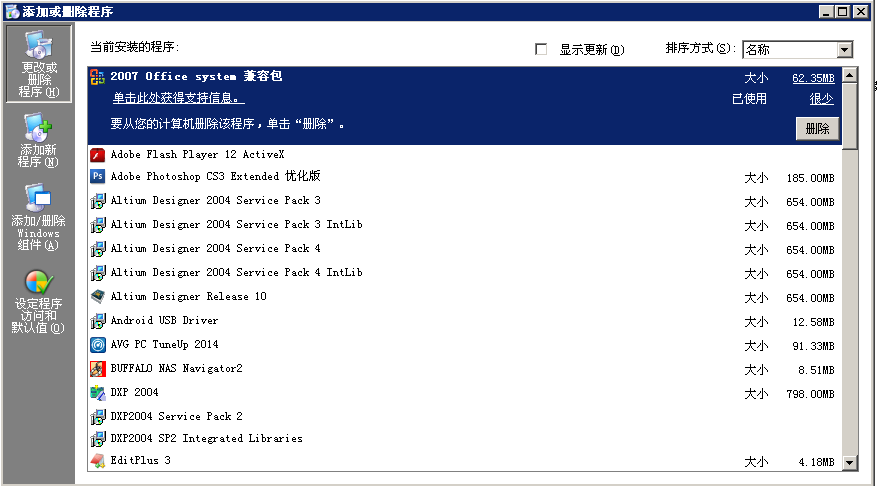 添加或删除程序
更改或
删除
程序(H)
添加新
程序(N)
添加/删除
Windows
组件(A)
设定程序
访问和
默认值(O)
当前安装的程序:
显示更新(D)
排序方式(S): 名称
2007 Office system 兼容包 大小 62.35MB
单击此处获得支持信息。 已使用 很少
要从您的计算机删除该程序，单击“删除”。 删除
Adobe Flash Player 12 ActiveX
Adobe Photoshop CS3 Extended 优化版 大小 185.00MB
Altium Designer 2004 Service Pack 3 大小 654.00MB
Altium Designer 2004 Service Pack 3 IntLib 大小 654.00MB
Altium Designer 2004 Service Pack 4 大小 654.00MB
Altium Designer 2004 Service Pack 4 IntLib 大小 654.00MB
Altium Designer Release 10 大小 654.00MB
Android USB Driver 大小 12.58MB
AVG PC TuneUp 2014 大小 91.33MB
BUFFALO NAS Navigator2 大小 8.51MB
DXP 2004 大小 798.00MB
DXP2004 Service Pack 2
DXP2004 SP2 Integrated Libraries
EditPlus 3 大小 4.18MB